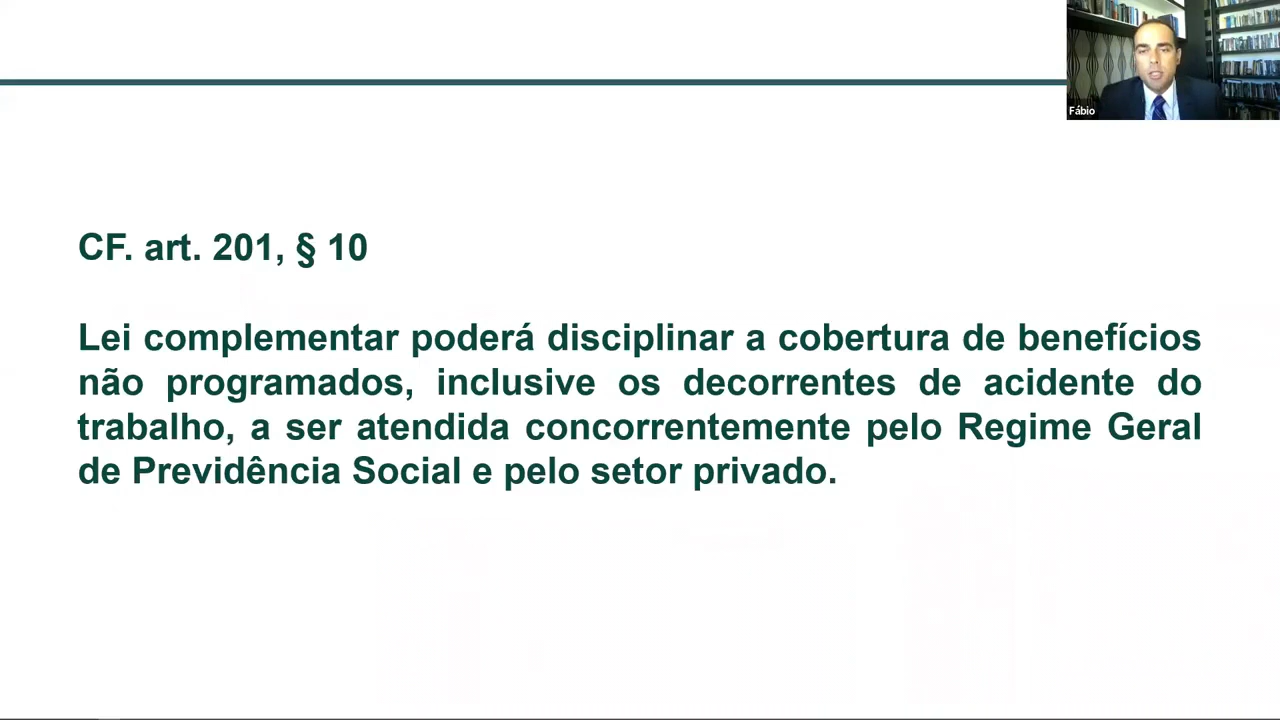 Fábio
CF. art. 201, § 10
Lei complementar poderá disciplinar a cobertura de benefícios
não programados, inclusive os decorrentes de acidente do
trabalho, a ser atendida concorrentemente pelo Regime Geral
de Previdência Social e pelo setor privado.